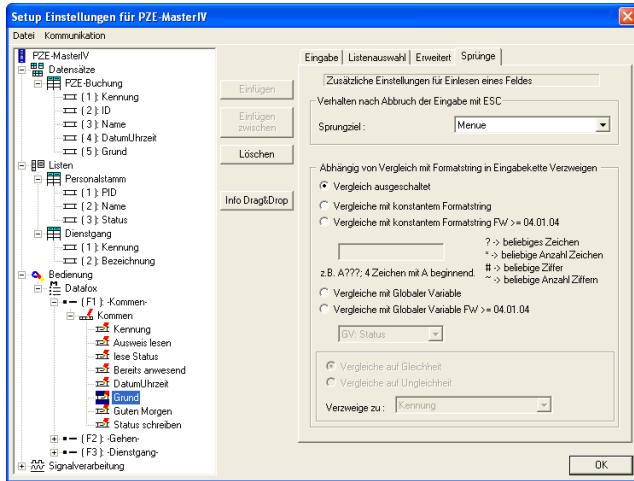 Setup Einstellungen für PZE-MasterIV
Datei Kommunikation
PZE-MasterIV
Datensätze
PZE-Buchung
( 1 ): Kennung
( 2 ): ID
( 3 ): Name
( 4 ): DatumUhrzeit
( 5 ): Grund
Listen
Personalstamm
( 1 ): PID
( 2 ): Name
( 3 ): Status
Dienstgang
( 1 ): Kennung
( 2 ): Bezeichnung
Bedienung
Datafox
( F1 ): -Kommen-
Kommen
Kennung
Ausweis lesen
lese Status
Bereits anwesend
DatumUhrzeit
Grund
Guten Morgen
Status schreiben
( F2 ): -Gehen-
( F3 ): -Dienstgang-
Signalverarbeitung
Einfügen
Einfügen
zwischen
Löschen
Info Drag&Drop
Eingabe Listenauswahl Erweitert Sprünge
Zusätzliche Einstellungen für Einlesen eines Feldes
Verhalten nach Abbruch der Eingabe mit ESC
Sprungziel : Menue
Abhängig von Vergleich mit Formatstring in Eingabekette Verzweigen
Vergleich ausgeschaltet
Vergleiche mit konstantem Formatstring
Vergleiche mit konstantem Formatstring FW >= 04.01.04
? -> beliebiges Zeichen
* -> beliebige Anzahl Zeichen
# -> beliebige Ziffer
~ -> beliebige Anzahl Ziffern
z.B. A???; 4 Zeichen mit A beginnend.
Vergleiche mit Globaler Variable
Vergleiche mit Globaler Variable FW >= 04.01.04
GV: Status
Vergleiche auf Gleichheit
Vergleiche auf Ungleichheit
Verzweige zu : Kennung
OK